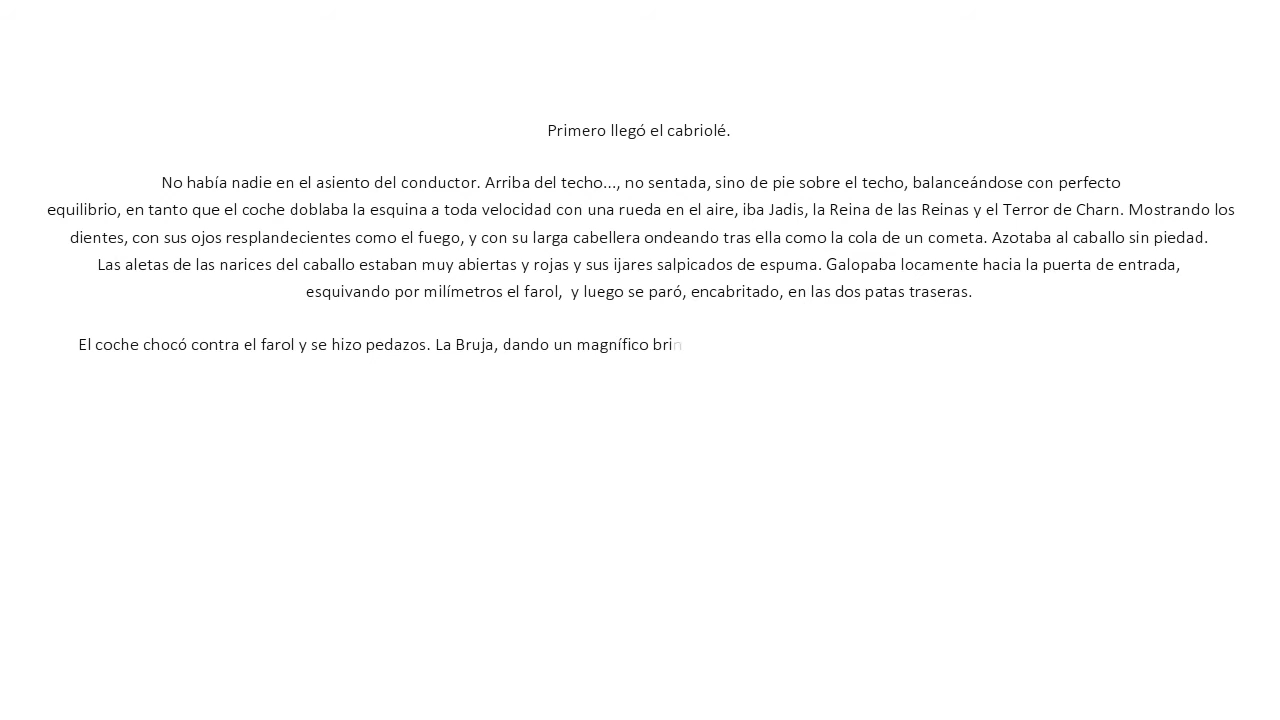 Primero llegó el cabriolé.
No había nadie en el asiento del conductor. Arriba del techo..., no sentada, sino de pie sobre el techo, balanceándose con perfecto
equilibrio, en tanto que el coche doblaba la esquina a toda velocidad con una rueda en el aire, iba Jadis, la Reina de las Reinas y el Terror de Charn. Mostrando los
dientes, con sus ojos resplandecientes como el fuego, y con su larga cabellera ondeando tras ella como la cola de un cometa. Azotaba al caballo sin piedad.
Las aletas de las narices del caballo estaban muy abiertas y rojas y sus ijares salpicados de espuma. Galopaba locamente hacia la puerta de entrada,
esquivando por milímetros el farol,  y luego se paró, encabritado, en las dos patas traseras.
El coche chocó contra el farol y se hizo pedazos. La Bruja, dando un magnífico brin